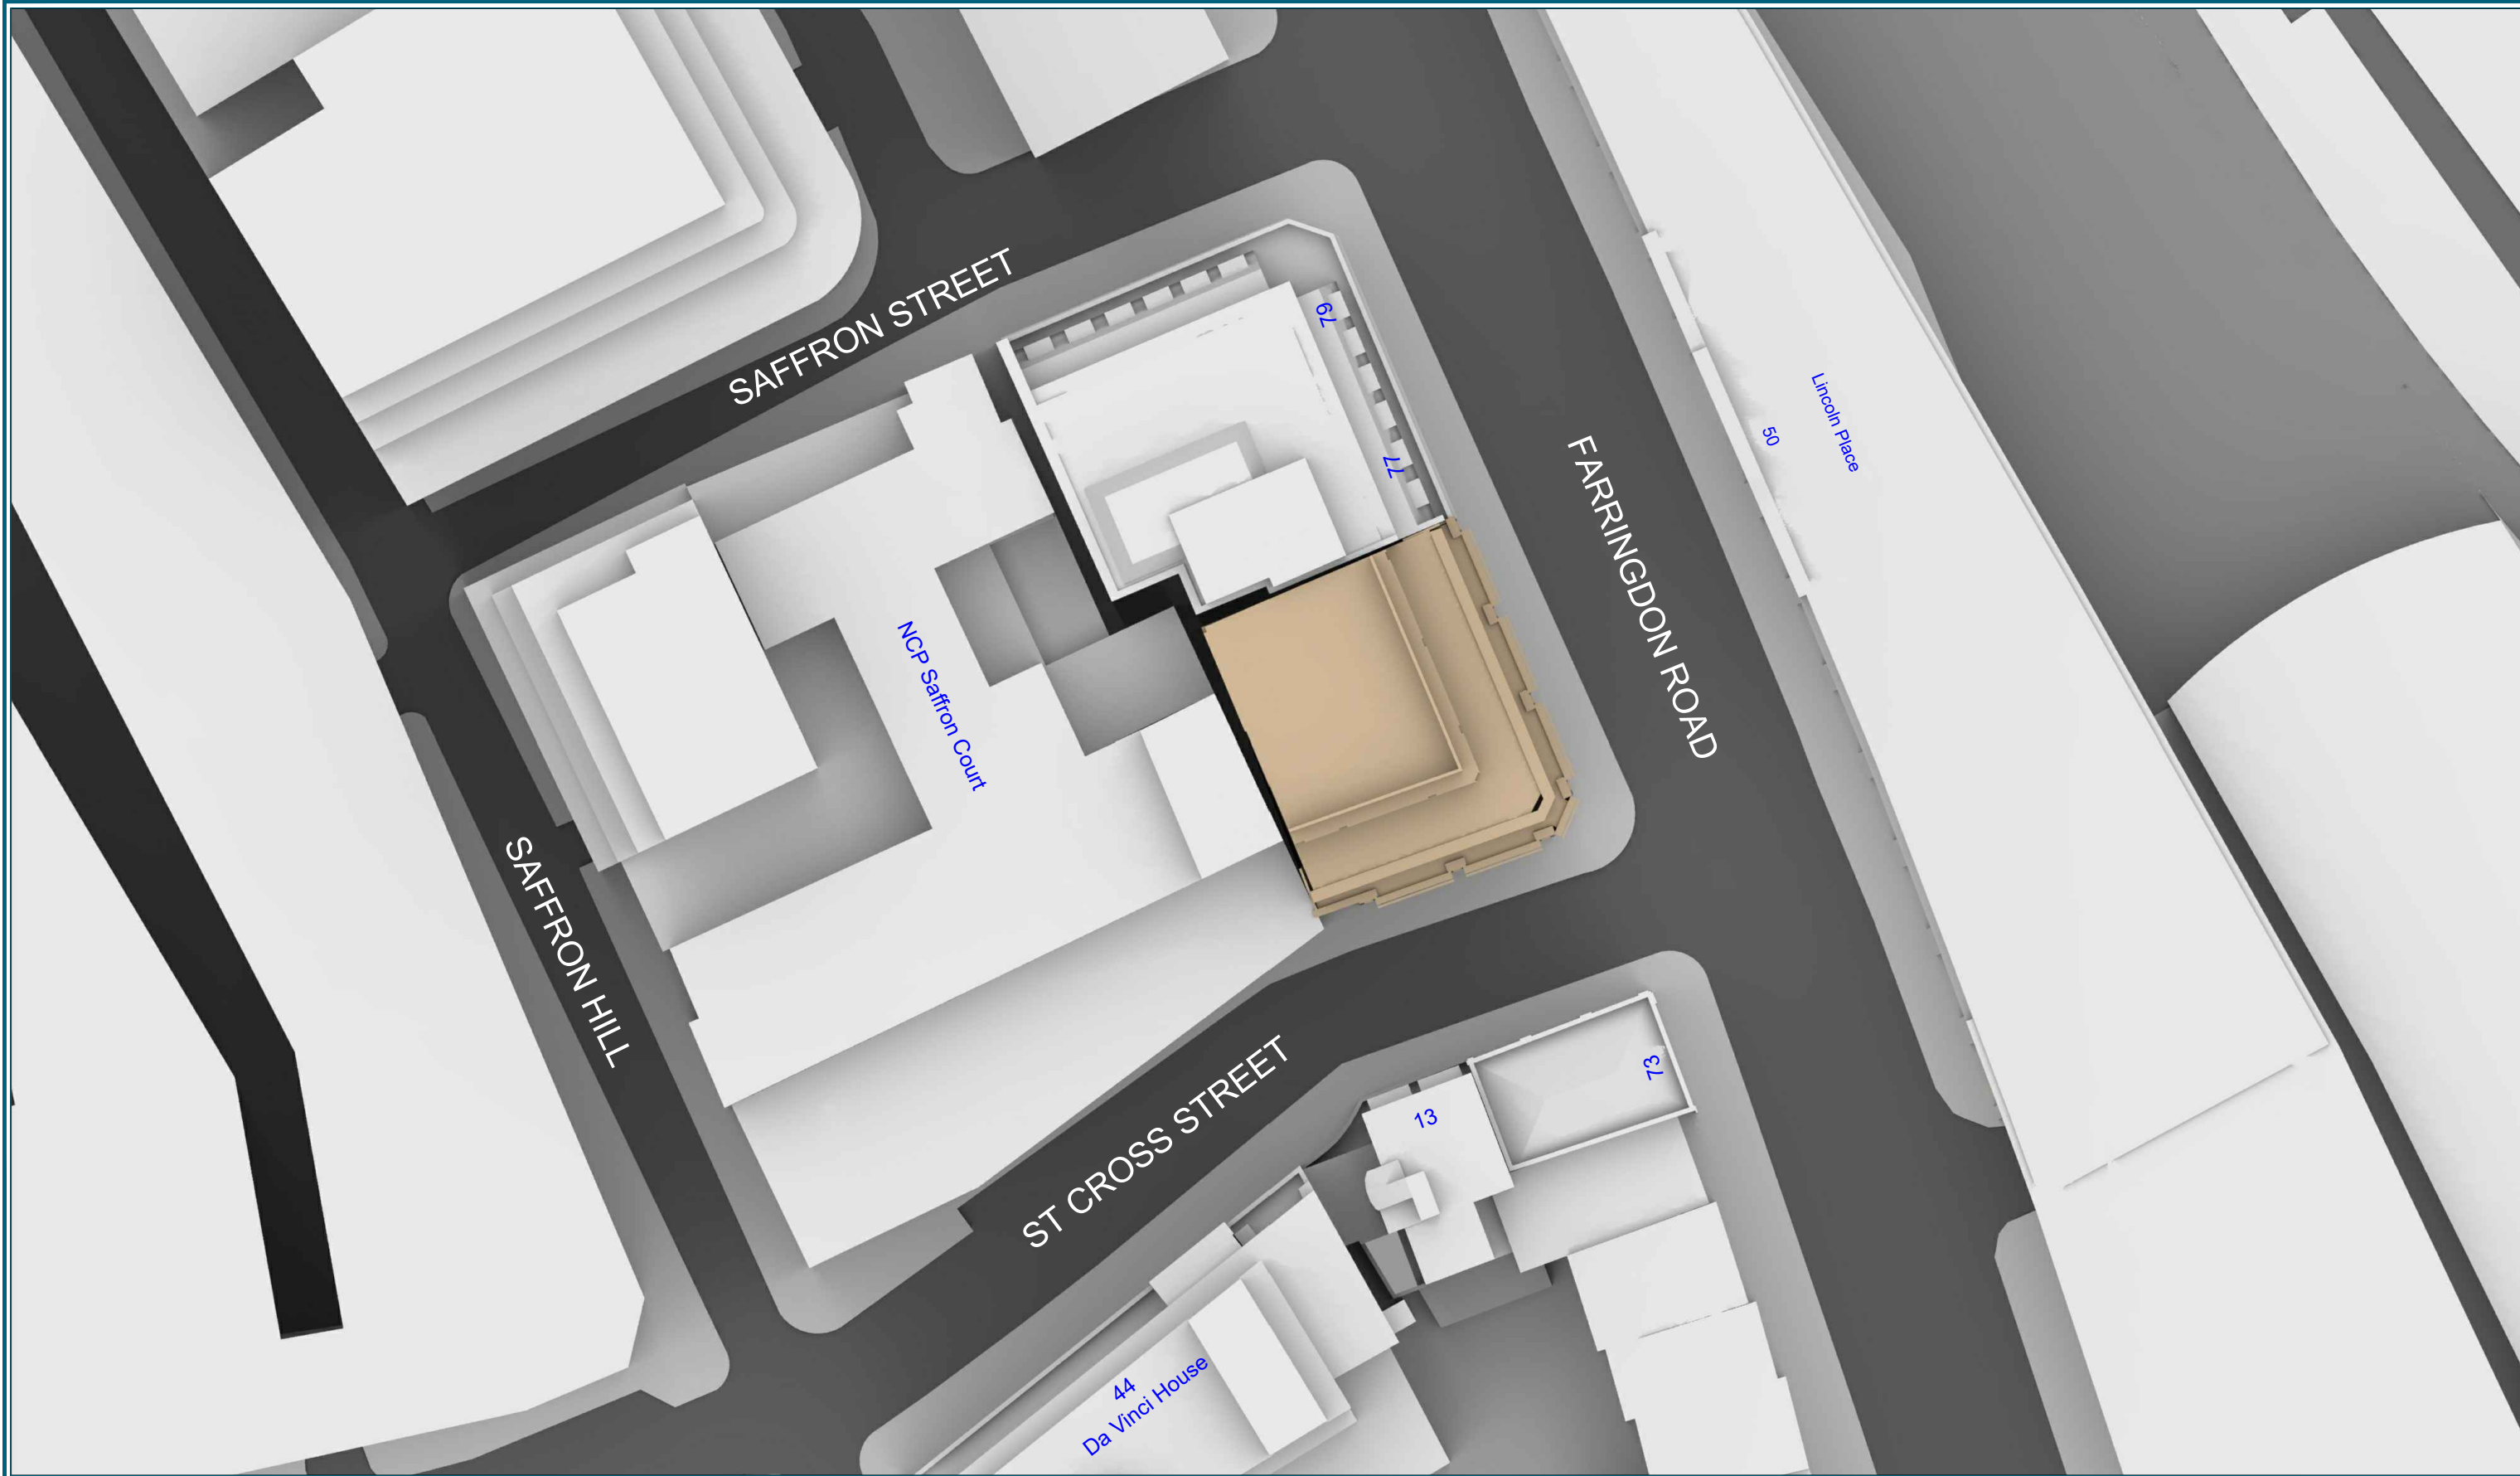 SAFFRON STREET
79
77
FARRINGDON ROAD
50
Lincoln Place
NCP Saffron Court
SAFFRON HILL
ST CROSS STREET
73
13
44
Da Vinci House